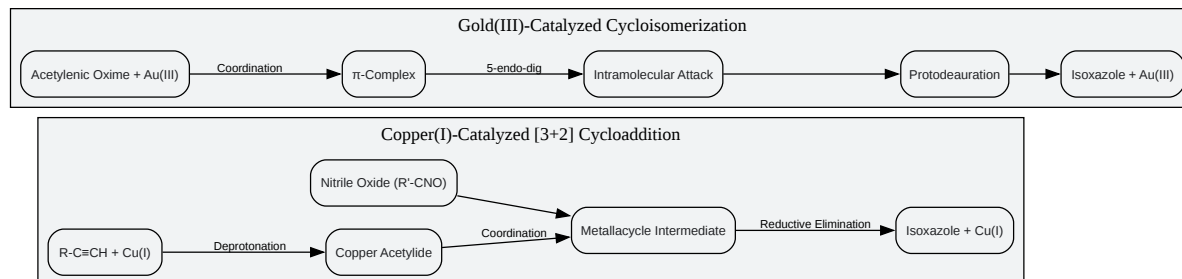 Gold(III)-Catalyzed Cycloisomerization
Acetylenic Oxime + Au(III)
Coordination
π-Complex
5-endo-dig
Intramolecular Attack
Protodeauration
Isoxazole + Au(III)
Copper(I)-Catalyzed [3+2] Cycloaddition
Nitrile Oxide (R'-CNO)
R-C≡CH + Cu(I)
Deprotonation
Copper Acetylide
Coordination
Metallacycle Intermediate
Reductive Elimination
Isoxazole + Cu(I)